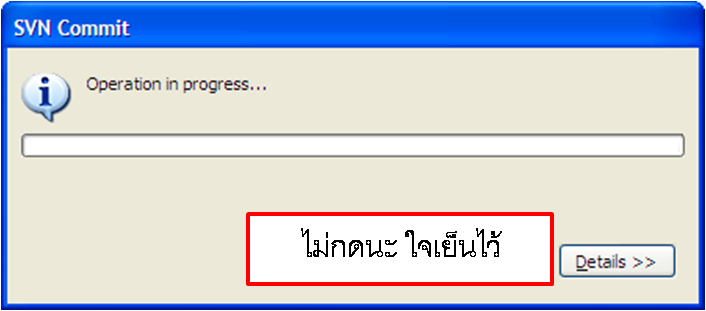 SVN Commit
Operation in progress...
ไม่กดนะ ใจเย็นไว้
Details >>